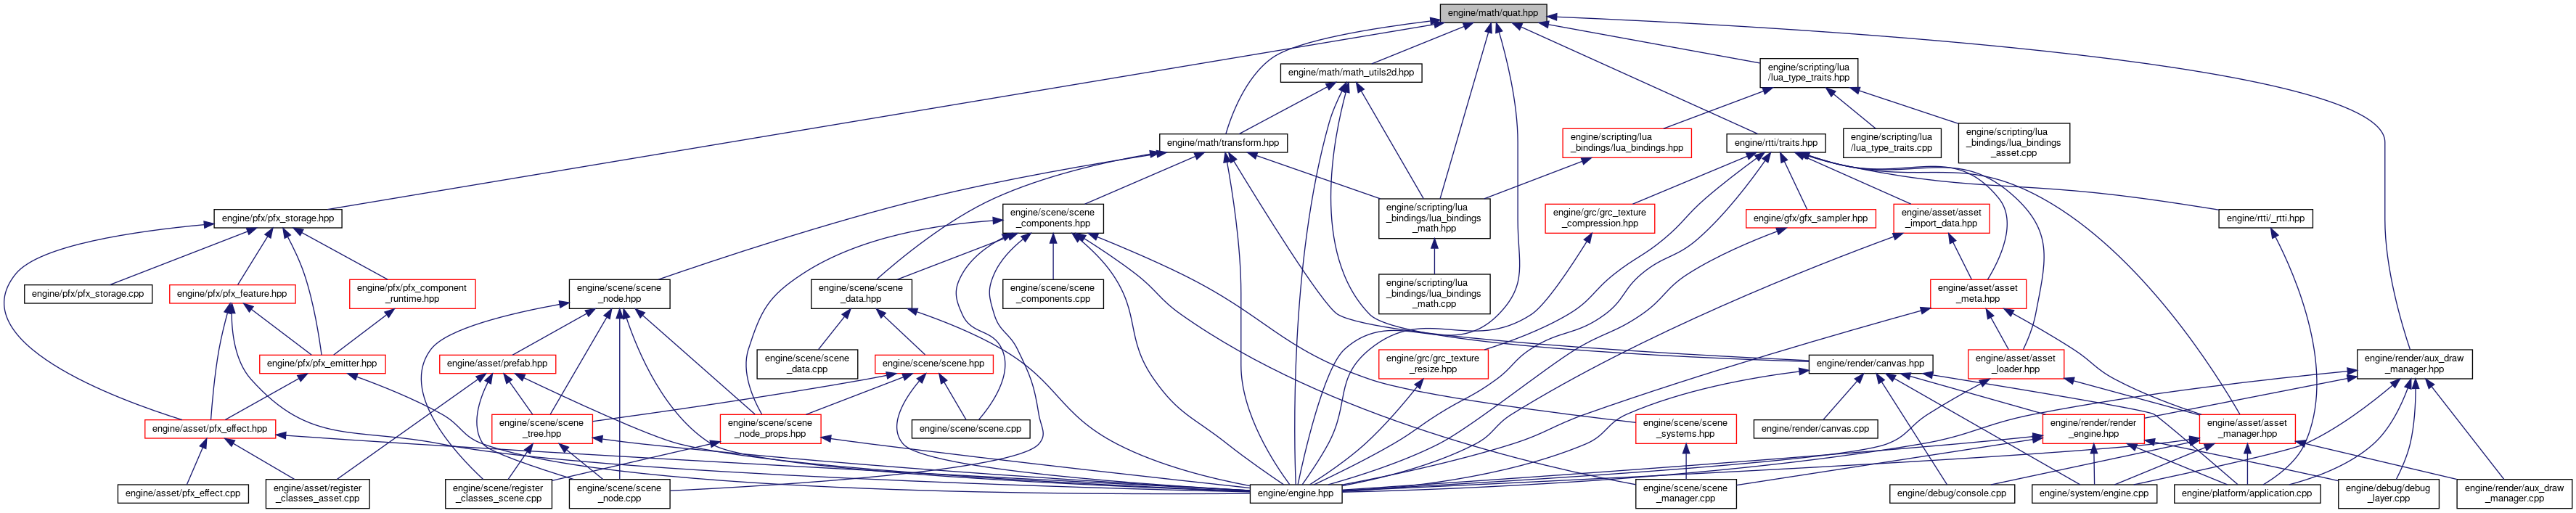 engine/math/quat.hpp
engine/math/math_utils2d.hpp
engine/scripting/lua
/lua_type_traits.hpp
engine/math/transform.hpp
engine/scripting/lua
_bindings/lua_bindings.hpp
engine/rtti/traits.hpp
engine/scripting/lua
/lua_type_traits.cpp
engine/scripting/lua
_bindings/lua_bindings
_asset.cpp
engine/pfx/pfx_storage.hpp
engine/scene/scene
_components.hpp
engine/scripting/lua
_bindings/lua_bindings
_math.hpp
engine/grc/grc_texture
_compression.hpp
engine/gfx/gfx_sampler.hpp
engine/asset/asset
_import_data.hpp
engine/rtti/_rtti.hpp
engine/pfx/pfx_storage.cpp
engine/pfx/pfx_feature.hpp
engine/pfx/pfx_component
_runtime.hpp
engine/scene/scene
_node.hpp
engine/scene/scene
_data.hpp
engine/scene/scene
_components.cpp
engine/scripting/lua
_bindings/lua_bindings
_math.cpp
engine/asset/asset
_meta.hpp
engine/pfx/pfx_emitter.hpp
engine/asset/prefab.hpp
engine/scene/scene
_data.cpp
engine/scene/scene.hpp
engine/grc/grc_texture
_resize.hpp
engine/render/canvas.hpp
engine/asset/asset
_loader.hpp
engine/render/aux_draw
_manager.hpp
engine/asset/pfx_effect.hpp
engine/scene/scene
_tree.hpp
engine/scene/scene
_node_props.hpp
engine/scene/scene.cpp
engine/scene/scene
_systems.hpp
engine/render/canvas.cpp
engine/render/render
_engine.hpp
engine/asset/asset
_manager.hpp
engine/asset/pfx_effect.cpp
engine/asset/register
_classes_asset.cpp
engine/scene/register
_classes_scene.cpp
engine/scene/scene
_node.cpp
engine/engine.hpp
engine/scene/scene
_manager.cpp
engine/debug/console.cpp
engine/system/engine.cpp
engine/platform/application.cpp
engine/debug/debug
_layer.cpp
engine/render/aux_draw
_manager.cpp